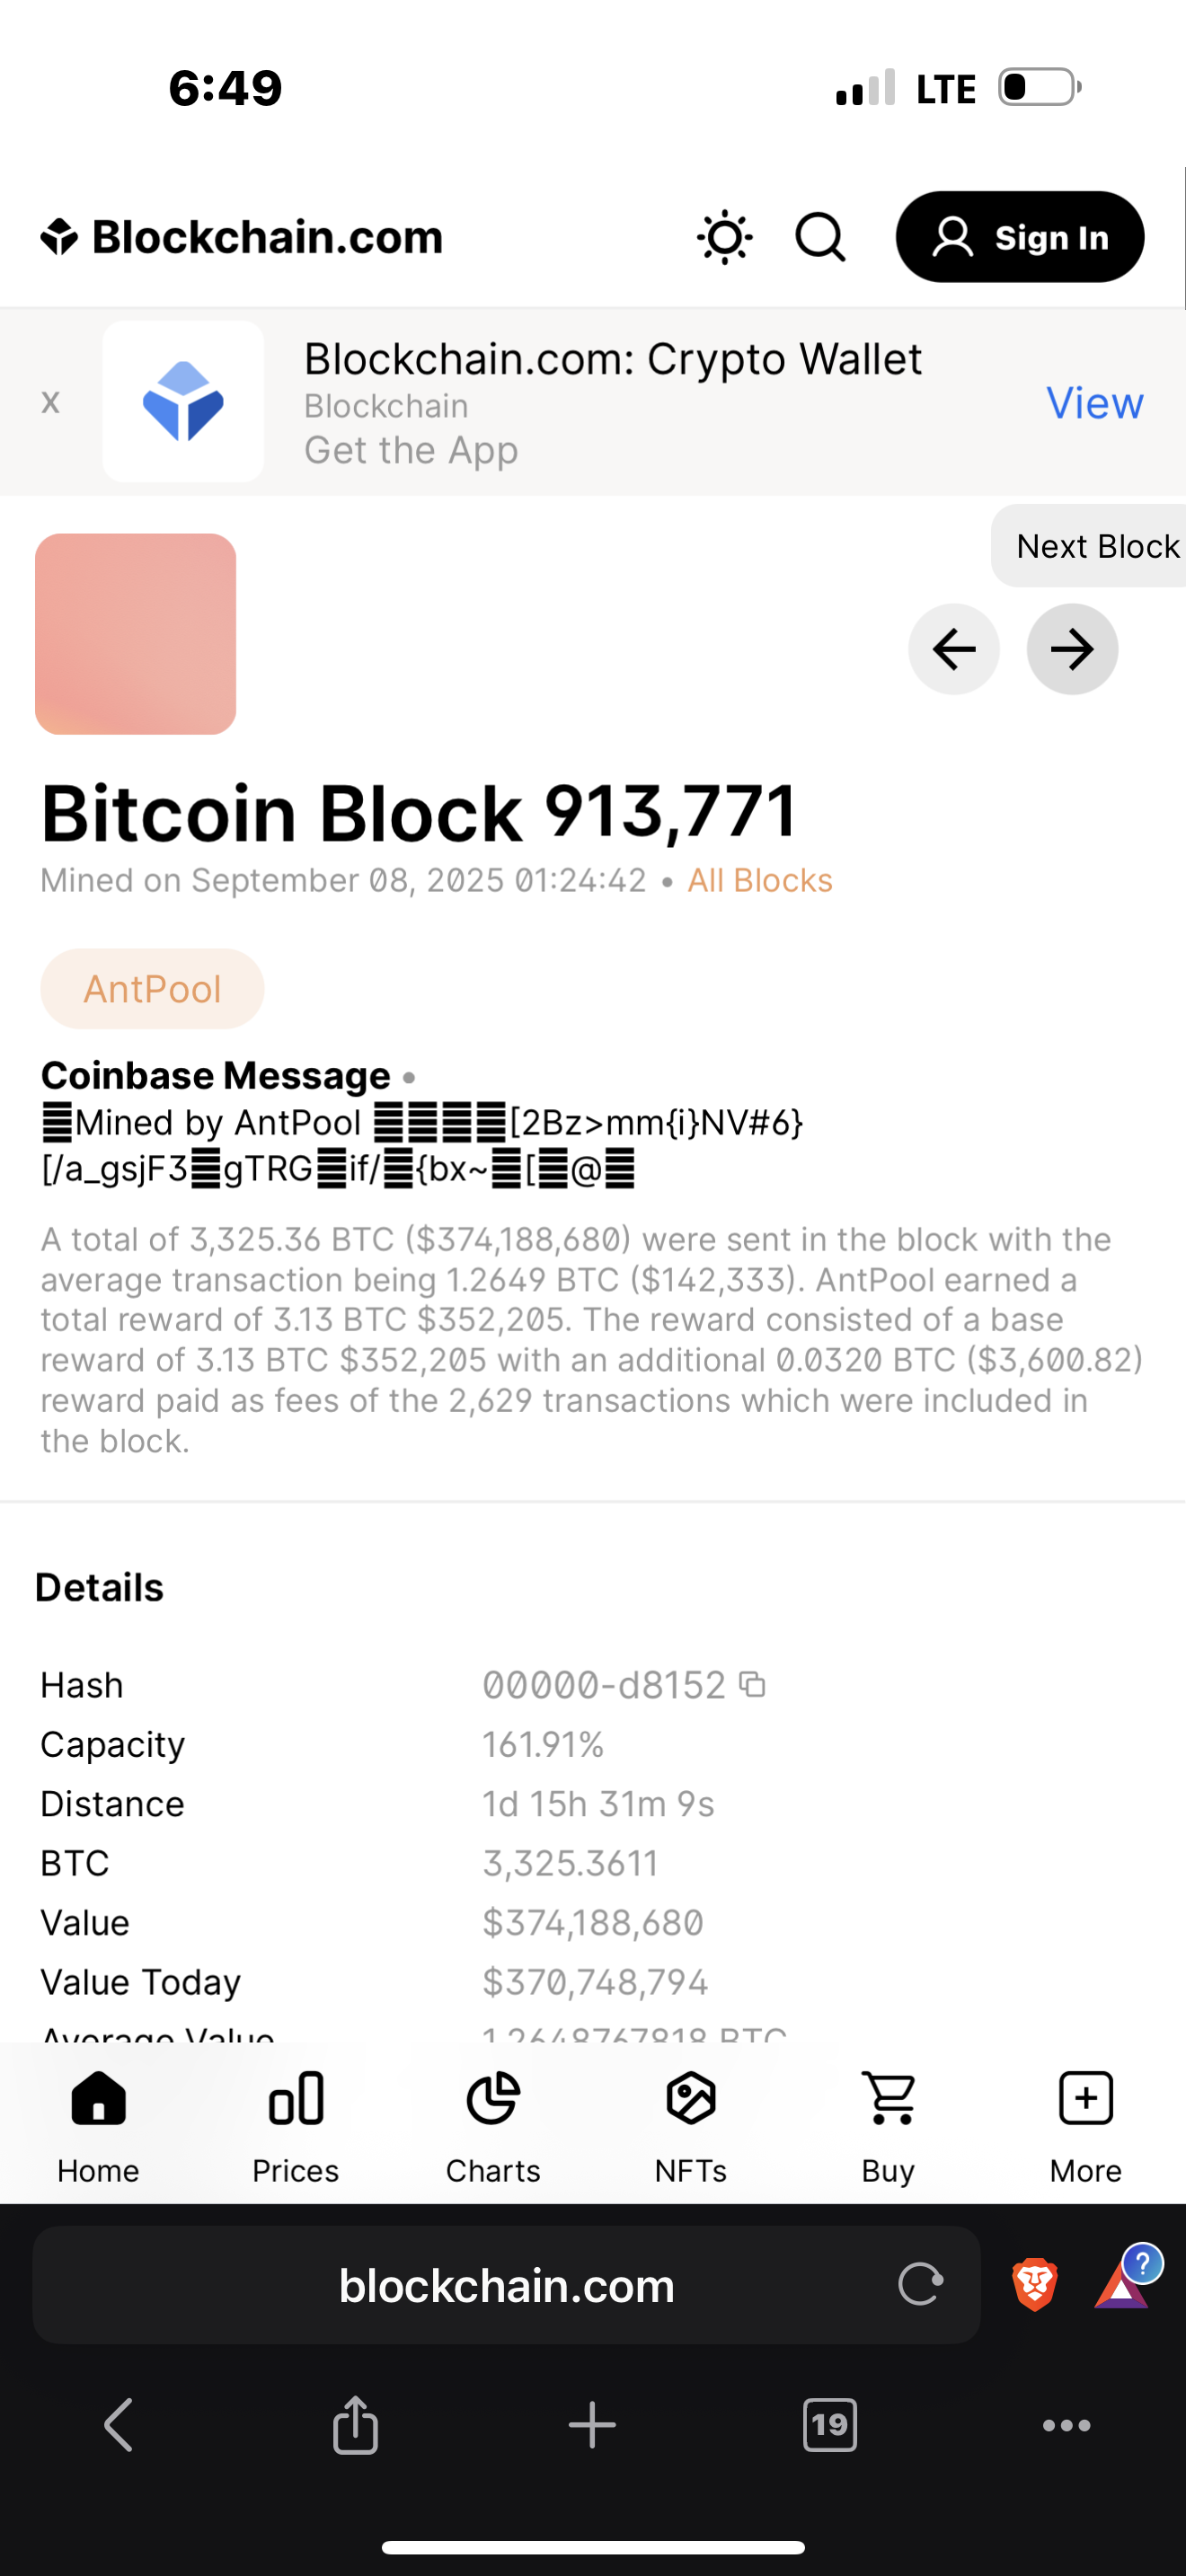 6:49
LTE
Blockchain.com
Sign In
x
Blockchain.com: Crypto Wallet
Blockchain
Get the App
View
Next Block
Bitcoin Block 913,771
Mined on September 08, 2025 01:24:42 • All Blocks
AntPool
Coinbase Message •
Mined by AntPool [2Bz>mm{i}NV#6}
[/a_gsjF3 gTRG if/ {bx~ [ @
A total of 3,325.36 BTC ($374,188,680) were sent in the block with the
average transaction being 1.2649 BTC ($142,333). AntPool earned a
total reward of 3.13 BTC $352,205. The reward consisted of a base
reward of 3.13 BTC $352,205 with an additional 0.0320 BTC ($3,600.82)
reward paid as fees of the 2,629 transactions which were included in
the block.
Details
Hash 00000-d8152
Capacity 161.91%
Distance 1d 15h 31m 9s
BTC 3,325.3611
Value $374,188,680
Value Today $370,748,794
Average Value 1.2648767818 BTC
Home Prices Charts NFTs Buy More
blockchain.com
?
19